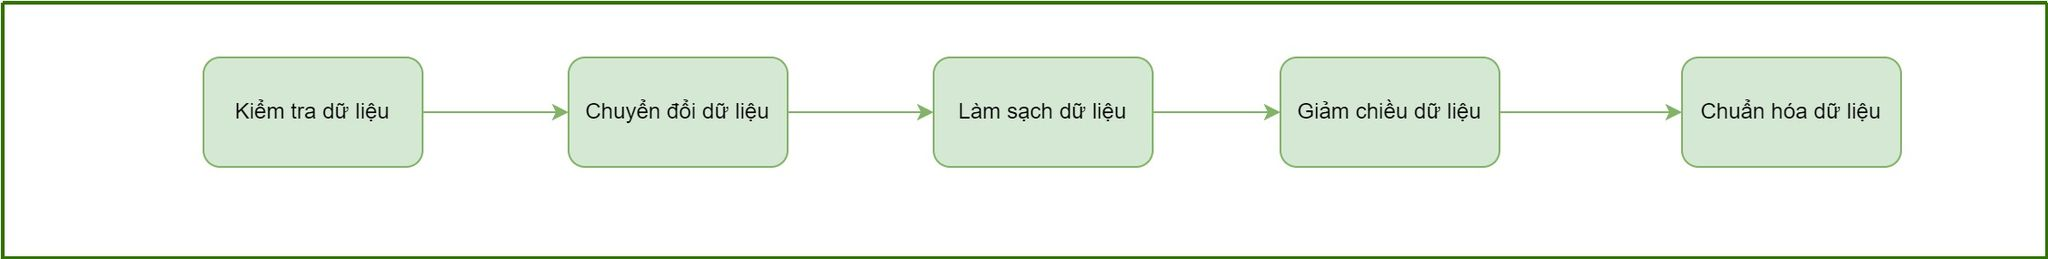 Kiểm tra dữ liệu
Chuyển đổi dữ liệu
Làm sạch dữ liệu
Giảm chiều dữ liệu
Chuẩn hóa dữ liệu